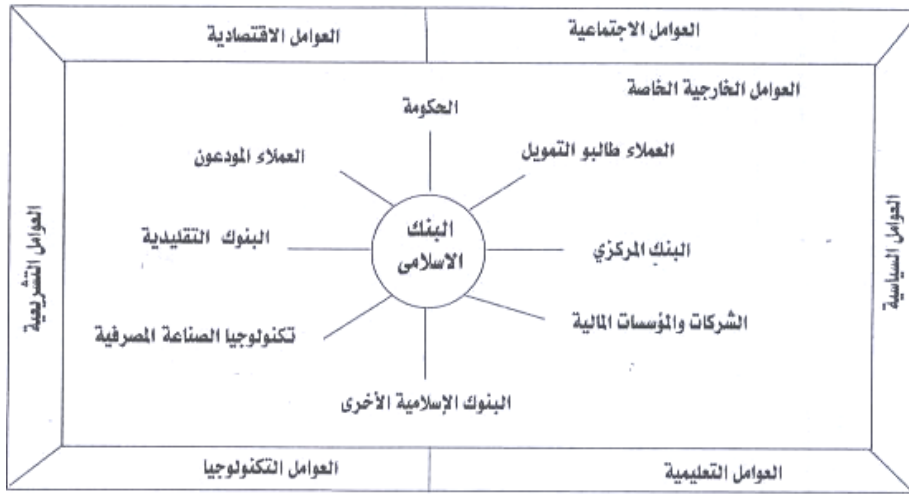 العوامل الاجتماعية
العوامل الاقتصادية
العوامل الخارجية الخاصة
الحكومة
العملاء طالبو التمويل
العملاء المودعون
البنك
الاسلامى
البنك المركزي
البنوك التقليدية
الشركات والمؤسسات المالية
تكنولوجيا الصناعة المصرفية
البنوك الإسلامية الأخرى
العوامل السياسية
العوامل التشريعية
العوامل التعليمية
العوامل التكنولوجيا